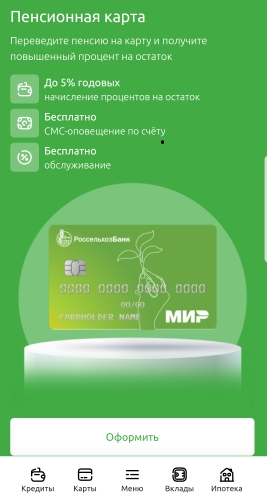 Пенсионная карта
Переведите пенсию на карту и получите
повышенный процент на остаток
До 5% годовых
начисление процентов на остаток
Бесплатно
СМС-оповещение по счёту
Бесплатно
обслуживание
РоссельхозБанк
0000 0000 0000 0000
00/00
CARDHOLDER NAME
МИР
Оформить
Кредиты
Карты
Меню
Вклады
Ипотека